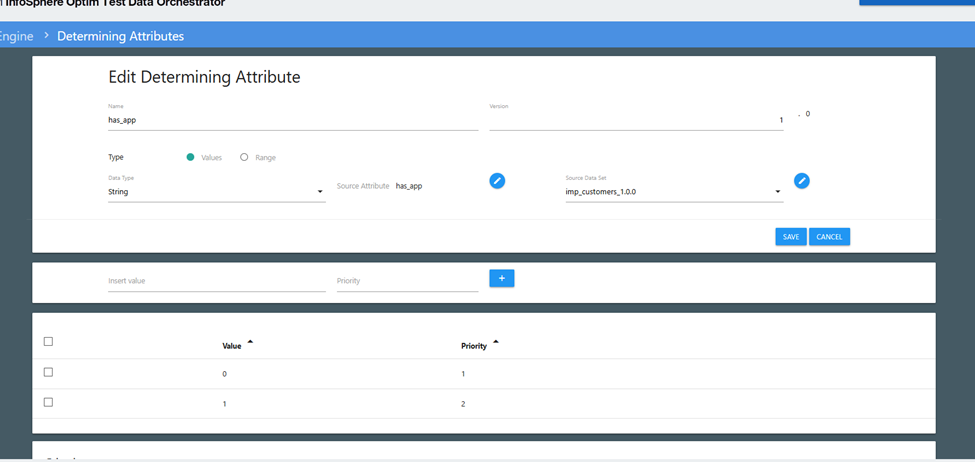 InfoSphere Optim Test Data Orchestrator
Engine > Determining Attributes
Edit Determining Attribute
Name
Version
has_app
1 . 0
Type
Values
Range
Data Type
Source Attribute has_app
Source Data Set
String
imp_customers_1.0.0
SAVE CANCEL
Insert value
Priority
+
Value
Priority
0 1
1 2